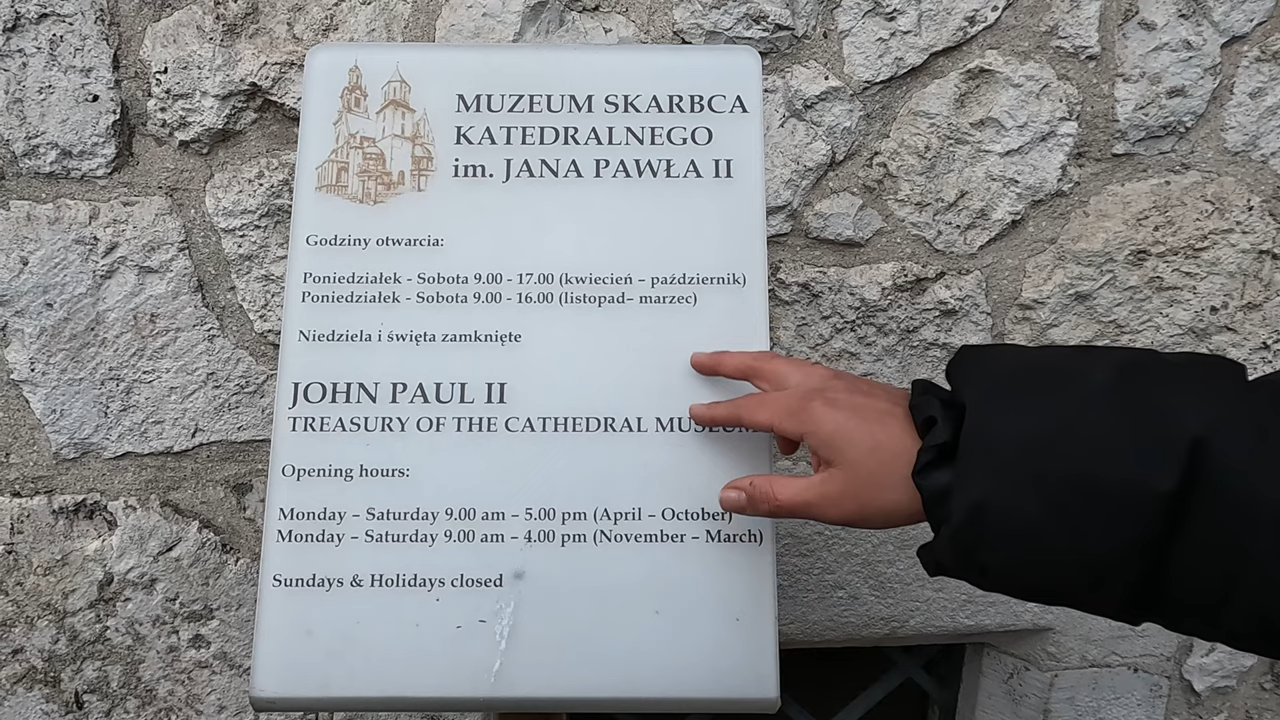 MUZEUM SKARBCA
KATEDRALNEGO
im. JANA PAWŁA II
Godziny otwarcia:
Poniedziałek - Sobota 9.00 - 17.00 (kwiecień – październik)
Poniedziałek - Sobota 9.00 - 16.00 (listopad– marzec)
Niedziela i święta zamknięte
JOHN PAUL II
TREASURY OF THE CATHEDRAL MUSEUM
Opening hours:
Monday – Saturday 9.00 am – 5.00 pm (April – October)
Monday – Saturday 9.00 am – 4.00 pm (November – March)
Sundays & Holidays closed